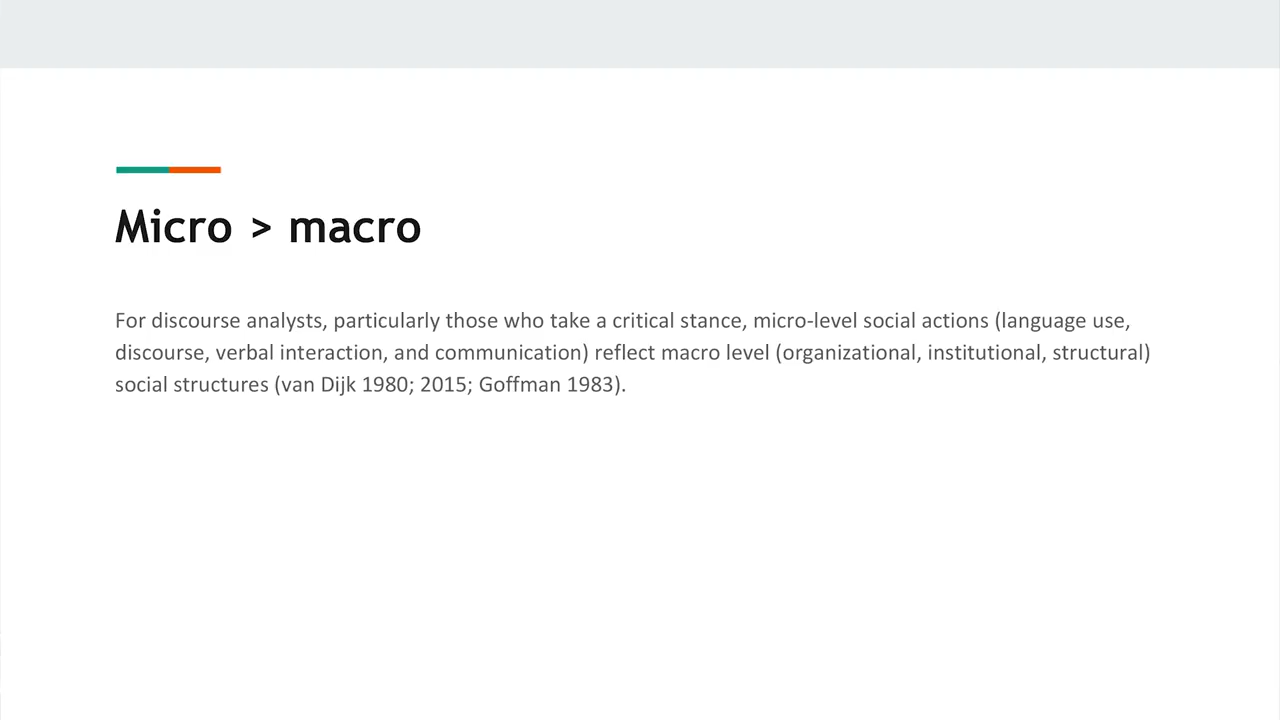 Micro > macro
For discourse analysts, particularly those who take a critical stance, micro-level social actions (language use,
discourse, verbal interaction, and communication) reflect macro level (organizational, institutional, structural)
social structures (van Dijk 1980; 2015; Goffman 1983).